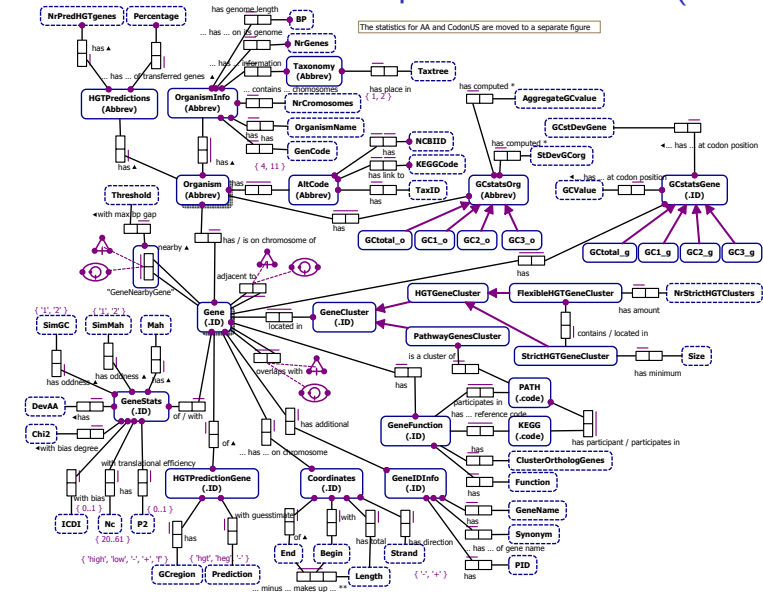 (
NrPredHGTgenes
Percentage
has genome length
BP
The statistics for AA and CodonUS are moved to a separate figure
has ▲
... has ... on its genome
NrGenes
... has ... information
Taxonomy
(Abbrev)
has place in
Taxtree
{ 1, 2 }
... has ... of transferred genes ▲
... contains ... chromosomes
HGTPredictions
(Abbrev)
OrganismInfo
(Abbrev)
NrCromosomes
has computed *
AggregateGCvalue
has
OrganismName
GCstDevGene
has
GenCode
{ 4, 11 }
has ▲
has ▲
has
NCBIID
has link to
KEGGCode
has computed *
StDevGCorg
◄... has ... at codon position
... has ... at codon position
Organism
(Abbrev)
has
AltCode
(Abbrev)
has
TaxID
GCstatsOrg
(Abbrev)
GCValue
GCstatsGene
(.ID)
Threshold
◄with max bp gap
has
has / is on chromosome of
GCtotal_o
GC1_o
GC2_o
GC3_o
GCtotal_g
GC1_g
GC2_g
GC3_g
nearby ▲
"GeneNearbyGene"
adjacent to
has
HGTGeneCluster
FlexibleHGTGeneCluster
has amount
NrStrictHGTClusters
{ '1', '2' }
{ '1', '2' }
SimGC
SimMah
Mah
Gene
(.ID)
located in
GeneCluster
(.ID)
PathwayGenesCluster
contains / located in
StrictHGTGeneCluster
has minimum
Size
has oddness ▲
has oddness ▲
has ▲
overlaps with
is a cluster of
has
DevAA
◄has
GeneStats
(.ID)
of / with
PATH
(.code)
participates in
has ... reference code
Chi2
◄with bias degree
has additional
GeneFunction
(.ID)
KEGG
(.code)
has participant / participates in
of ▲
... has ... on chromosome
has
ClusterOrthologGenes
with translational efficiency
HGTPredictionGene
(.ID)
Coordinates
(.ID)
GeneIDInfo
(.ID)
has
Function
with bias
has
{ 0..1 }
{ 0..1 }
ICDI
Nc
P2
{ 20..61 }
has
with guesstimate
of ▲
with
has total
has direction
has
GeneName
Synonym
... has ... of gene name
{ 'high', 'low', '-', '+', 'f' }
{ 'hgt', 'heg', '-' }
End
Begin
Strand
PID
has
GCregion
Prediction
Length
{ '-', '+' }
... minus ... makes up ... **